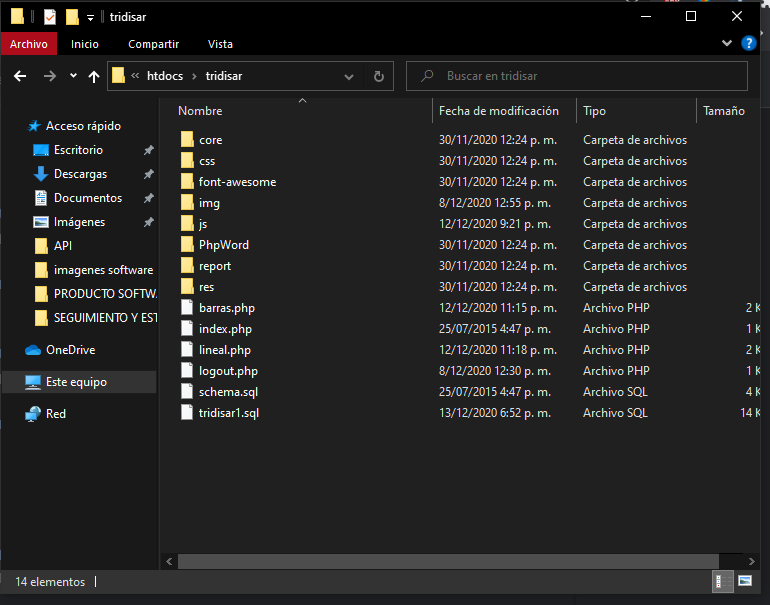 tridisar
Archivo Inicio Compartir Vista
« htdocs › tridisar Buscar en tridisar
Nombre Fecha de modificación Tipo Tamaño
Acceso rápido
Escritorio
Descargas
Documentos
Imágenes
API
imagenes software
PRODUCTO SOFTW
SEGUIMIENTO Y EST
OneDrive
Este equipo
Red
core 30/11/2020 12:24 p. m. Carpeta de archivos
css 30/11/2020 12:24 p. m. Carpeta de archivos
font-awesome 30/11/2020 12:24 p. m. Carpeta de archivos
img 8/12/2020 12:55 p. m. Carpeta de archivos
js 12/12/2020 9:21 p. m. Carpeta de archivos
PhpWord 30/11/2020 12:24 p. m. Carpeta de archivos
report 30/11/2020 12:24 p. m. Carpeta de archivos
res 30/11/2020 12:24 p. m. Carpeta de archivos
barras.php 12/12/2020 11:15 p. m. Archivo PHP 2 K
index.php 25/07/2015 4:47 p. m. Archivo PHP 1 K
lineal.php 12/12/2020 11:18 p. m. Archivo PHP 2 K
logout.php 8/12/2020 12:30 p. m. Archivo PHP 1 K
schema.sql 25/07/2015 4:47 p. m. Archivo SQL 4 K
tridisar1.sql 13/12/2020 6:52 p. m. Archivo SQL 14 K
14 elementos